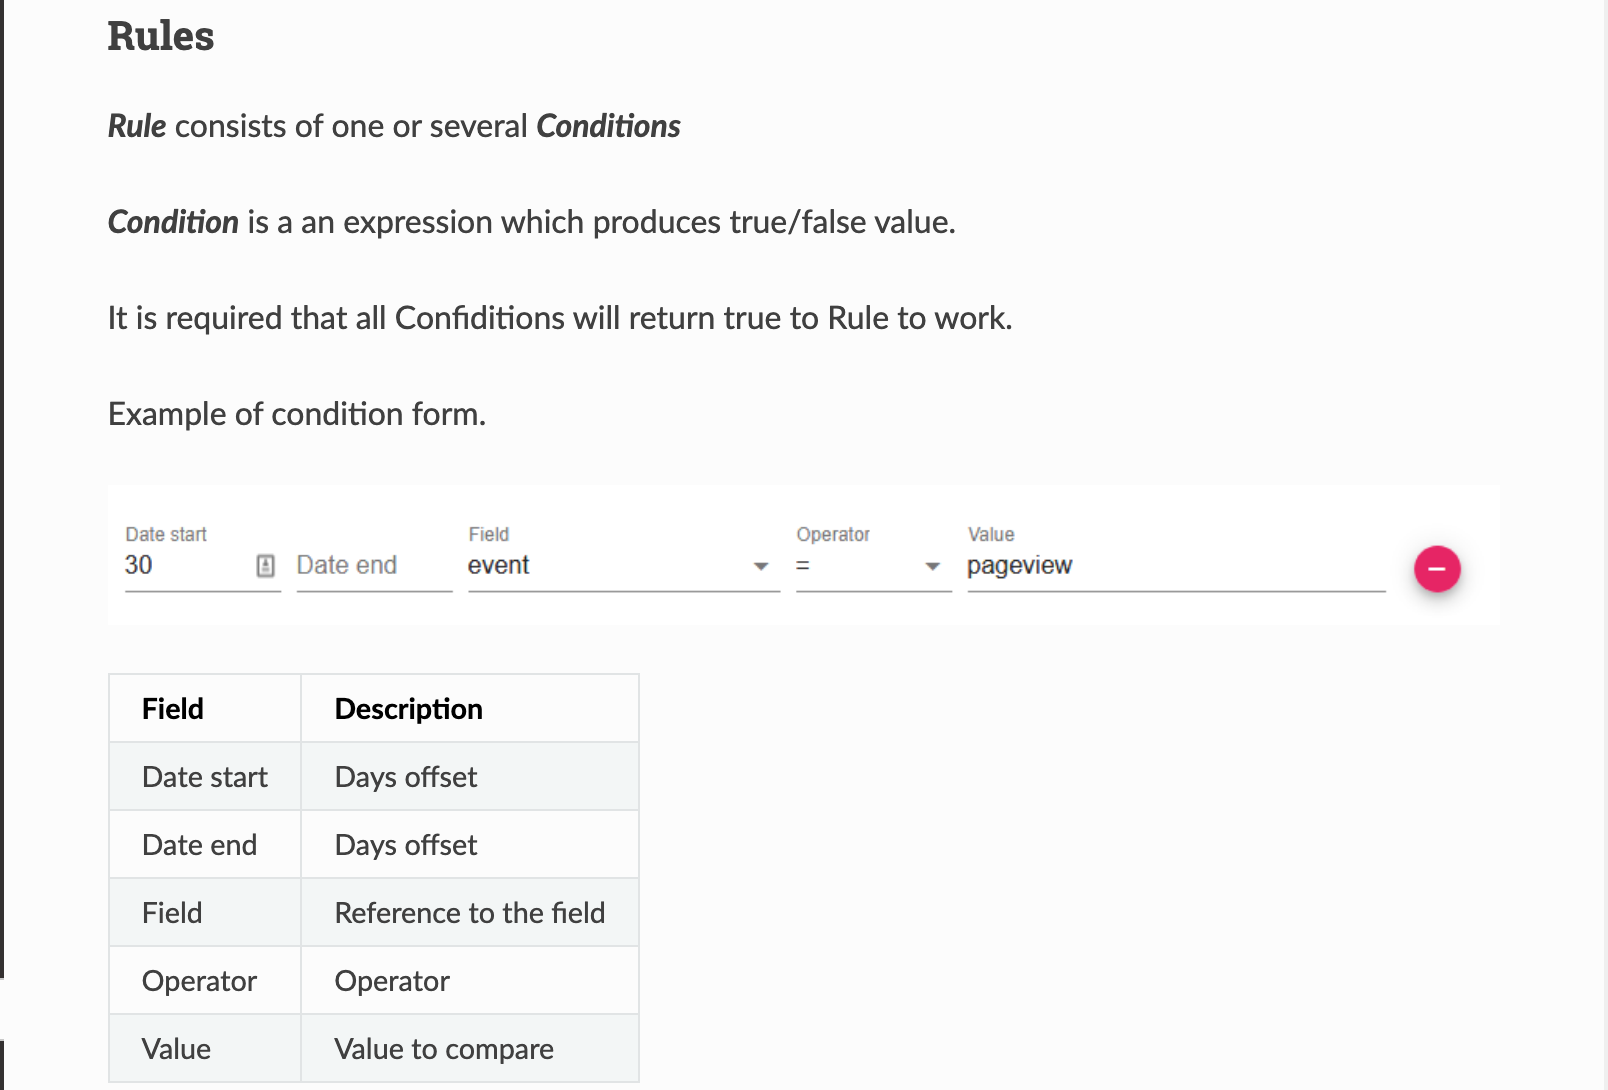 Rules
Rule consists of one or several Conditions
Condition is a an expression which produces true/false value.
It is required that all Confiditions will return true to Rule to work.
Example of condition form.
Date start Field Operator Value
30 Date end event = pageview
Field Description
Date start Days offset
Date end Days offset
Field Reference to the field
Operator Operator
Value Value to compare